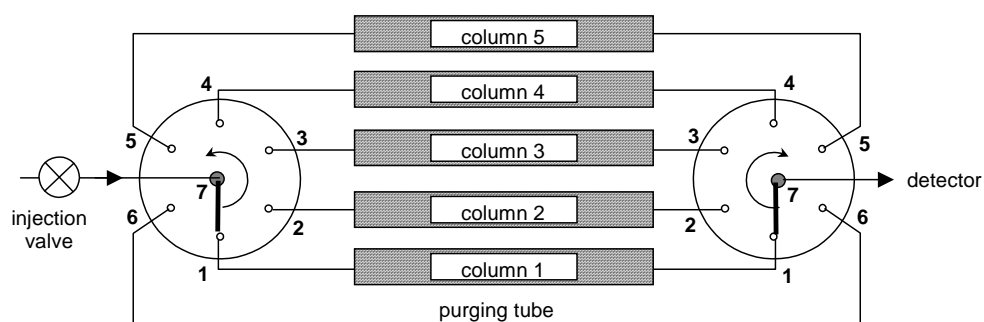 column 5
4
4
column 4
5
3
3
5
column 3
7
7
detector
injection
valve
6
2
column 2
2
6
1
column 1
1
purging tube